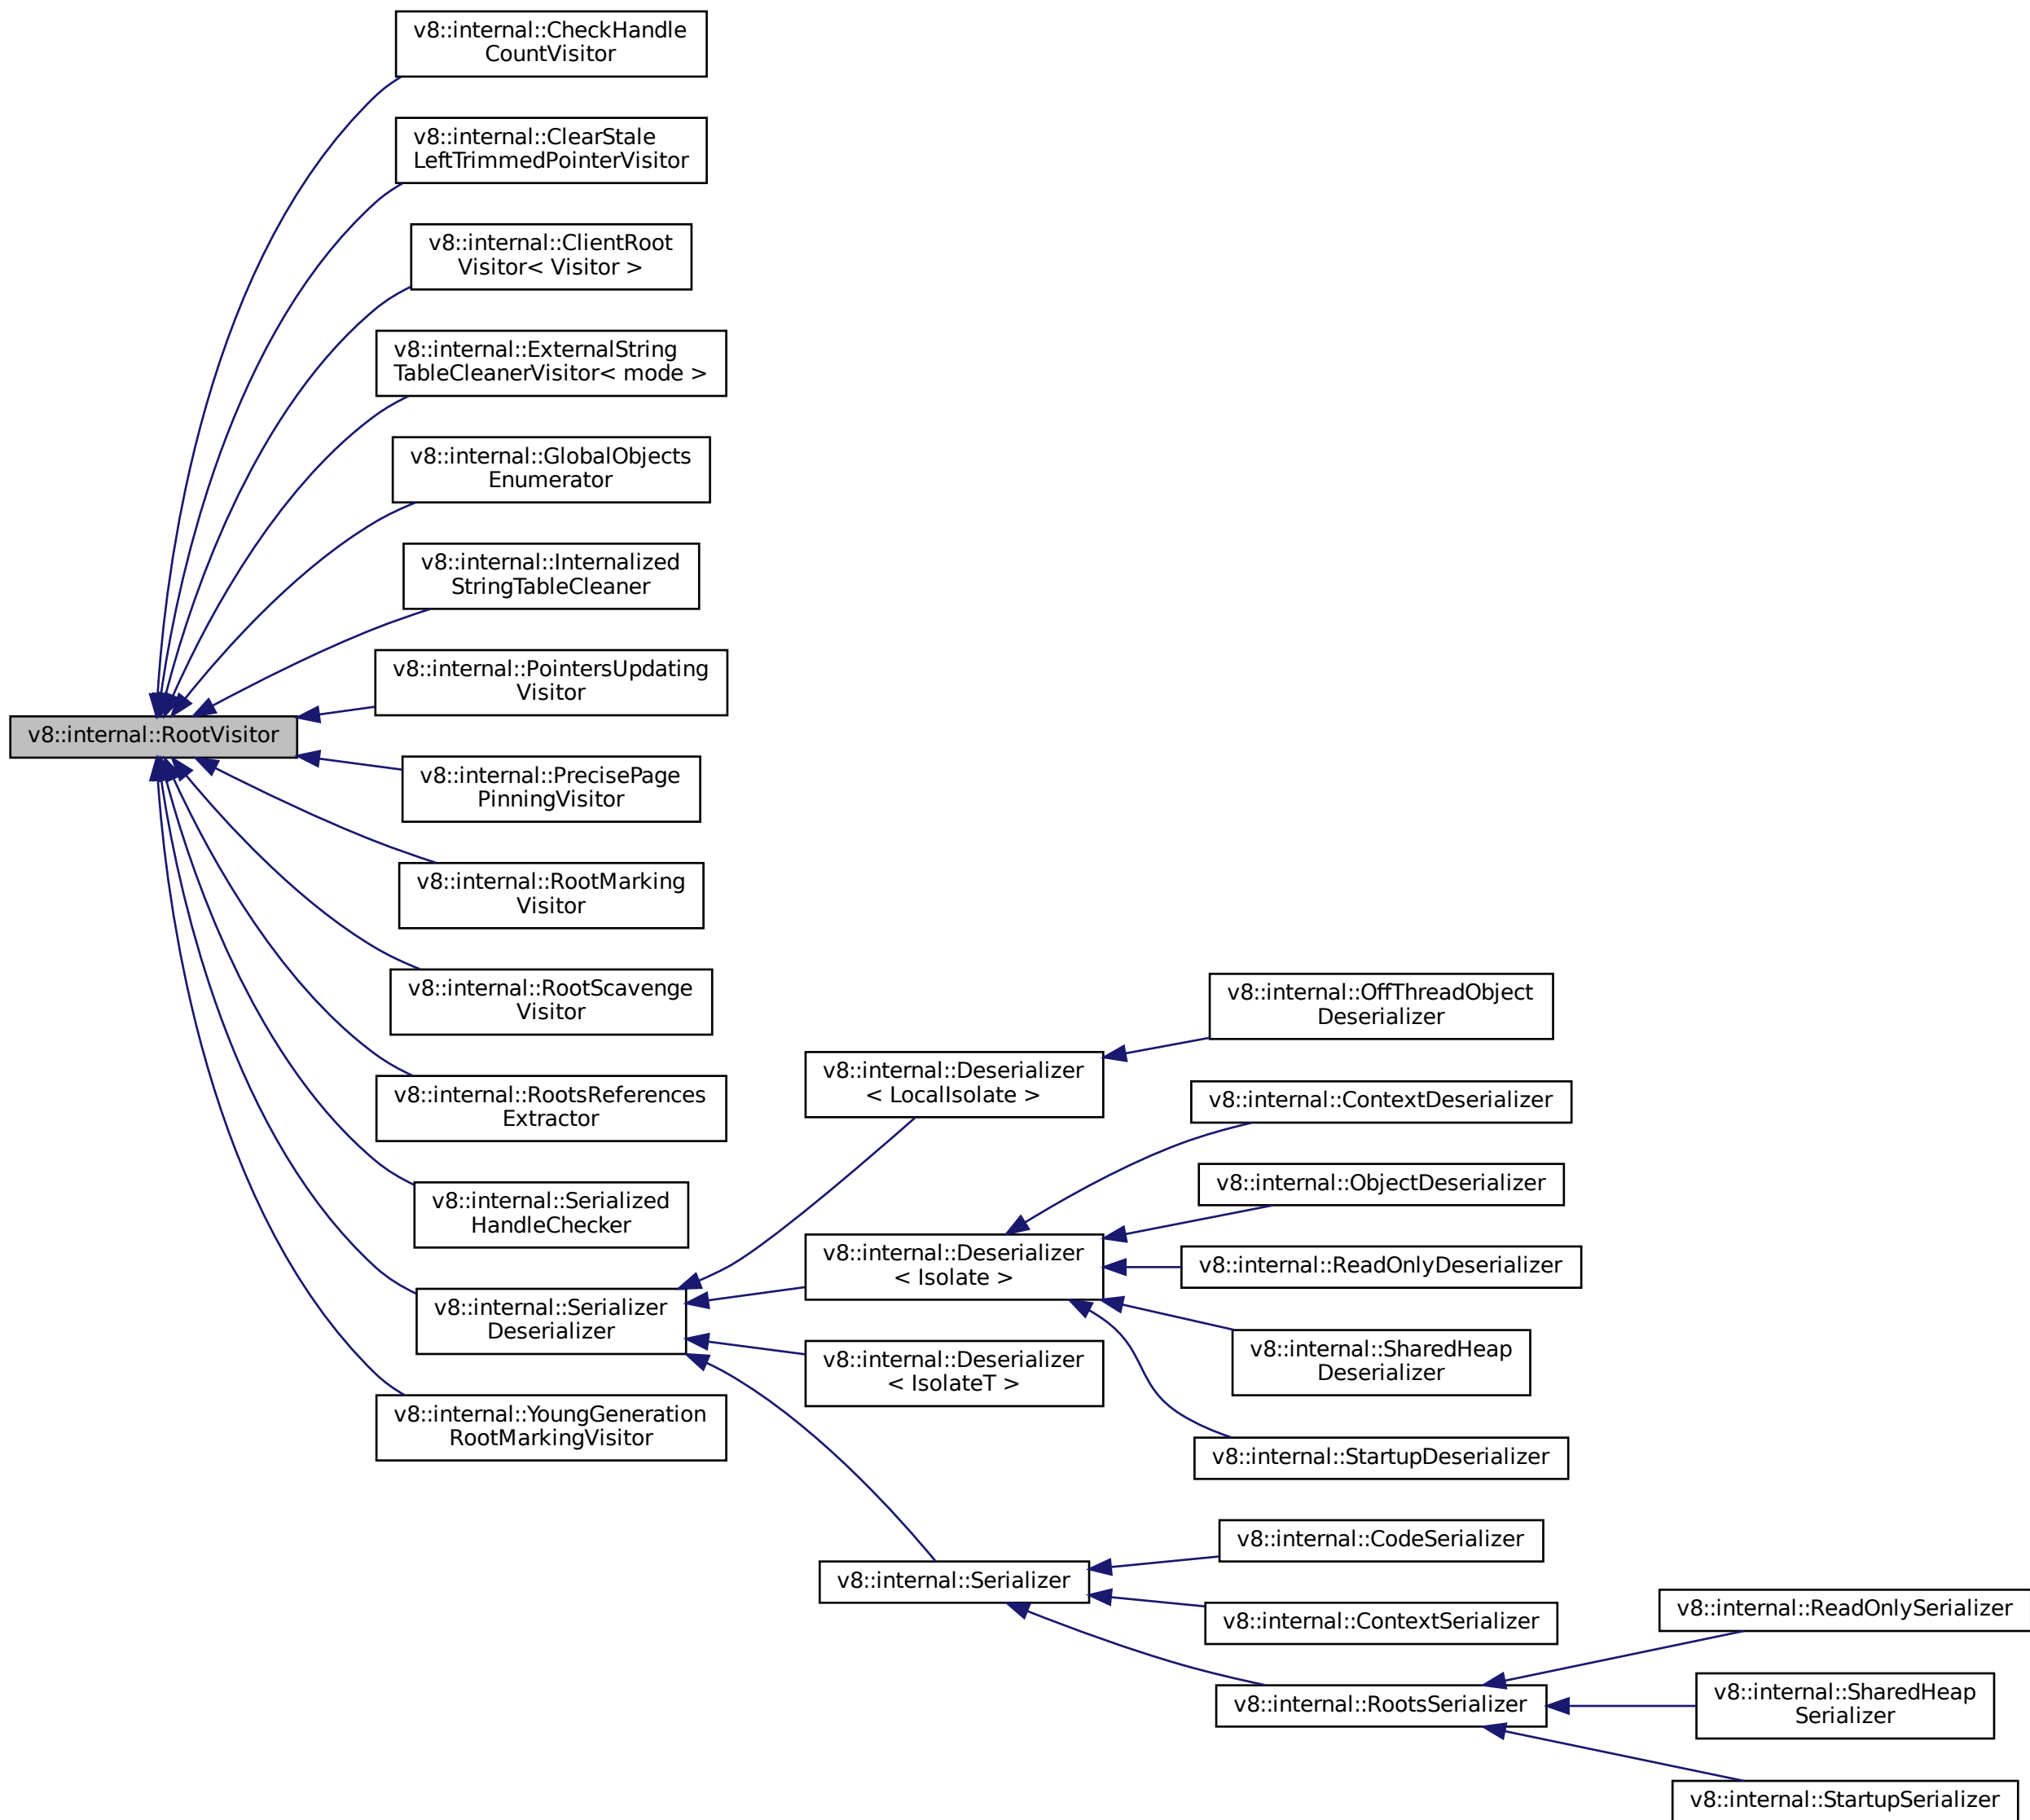 v8::internal::CheckHandle
CountVisitor
v8::internal::ClearStale
LeftTrimmedPointerVisitor
v8::internal::ClientRoot
Visitor< Visitor >
v8::internal::ExternalString
TableCleanerVisitor< mode >
v8::internal::GlobalObjects
Enumerator
v8::internal::Internalized
StringTableCleaner
v8::internal::PointersUpdating
Visitor
v8::internal::RootVisitor
v8::internal::PrecisePage
PinningVisitor
v8::internal::RootMarking
Visitor
v8::internal::RootScavenge
Visitor
v8::internal::RootsReferences
Extractor
v8::internal::Serialized
HandleChecker
v8::internal::Serializer
Deserializer
v8::internal::YoungGeneration
RootMarkingVisitor
v8::internal::Deserializer
< LocalIsolate >
v8::internal::Deserializer
< Isolate >
v8::internal::Deserializer
< IsolateT >
v8::internal::Serializer
v8::internal::OffThreadObject
Deserializer
v8::internal::ContextDeserializer
v8::internal::ObjectDeserializer
v8::internal::ReadOnlyDeserializer
v8::internal::SharedHeap
Deserializer
v8::internal::StartupDeserializer
v8::internal::CodeSerializer
v8::internal::ContextSerializer
v8::internal::RootsSerializer
v8::internal::ReadOnlySerializer
v8::internal::SharedHeap
Serializer
v8::internal::StartupSerializer